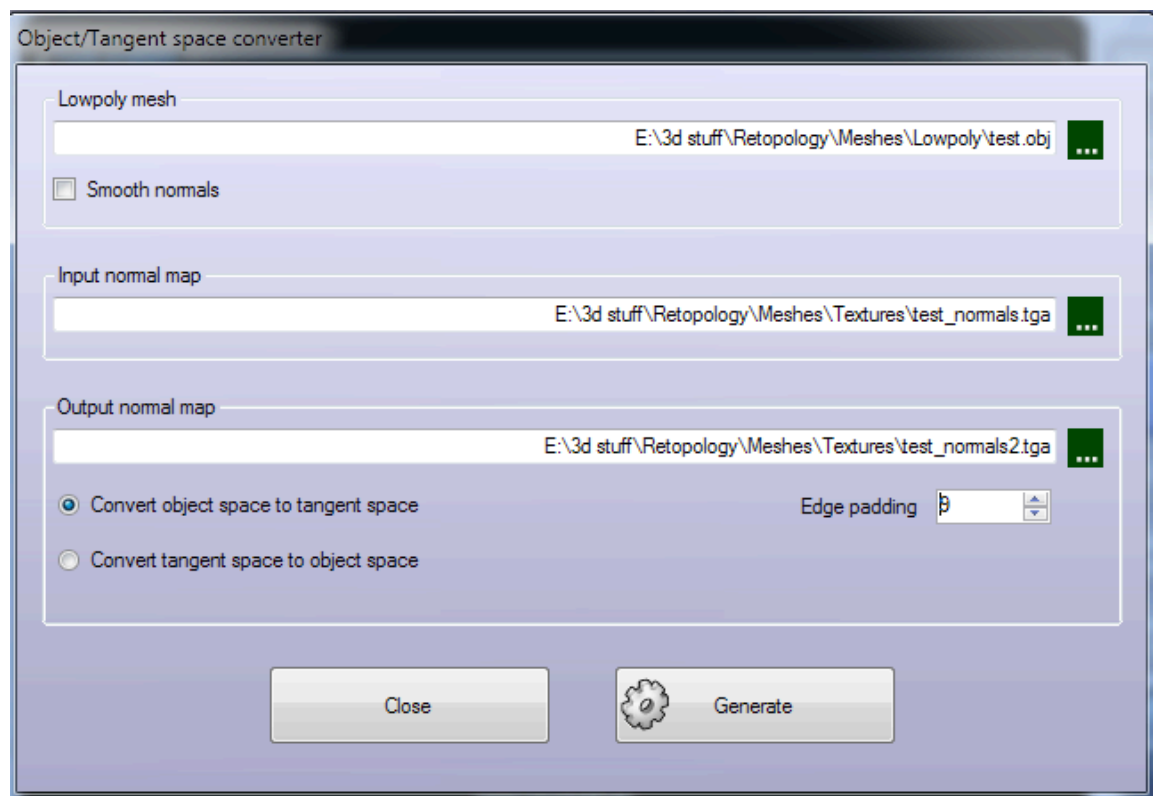 Object/Tangent space converter
Lowpoly mesh
E:\3d stuff\Retopology\Meshes\Lowpoly\test.obj
...
Smooth normals
Input normal map
E:\3d stuff\Retopology\Meshes\Textures\test_normals.tga
...
Output normal map
E:\3d stuff\Retopology\Meshes\Textures\test_normals2.tga
...
Convert object space to tangent space
Edge padding 9
Convert tangent space to object space
Close
Generate